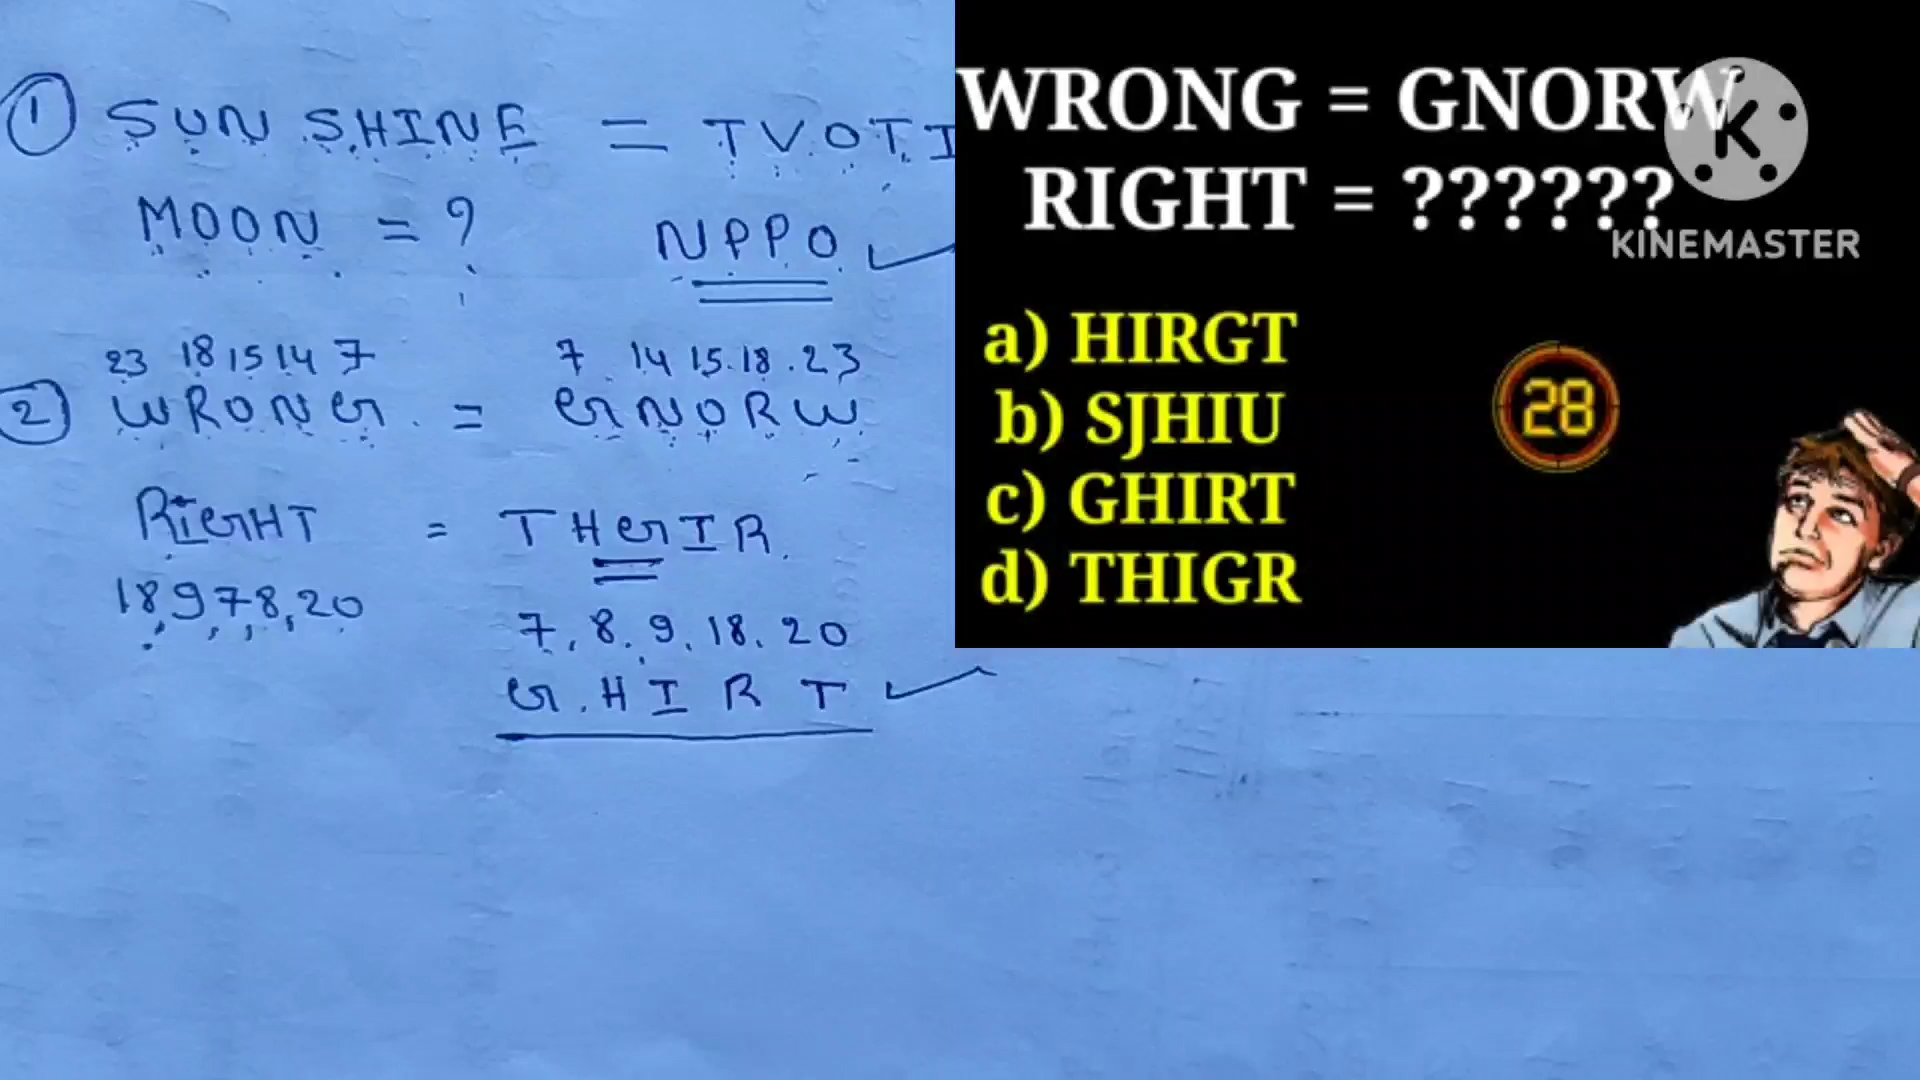 ① SUNSHINE = TVOTI
MOON = ? NPPO
23 18 15 14 7 7 14 15 18 23
② WRONG = GNORW
RIGHT = THGIR
18 9 7 8, 20 7, 8, 9, 18, 20
G H I R T
WRONG = GNORW
RIGHT = ??????
K
KINEMASTER
a) HIRGT
b) SJHIU
c) GHIRT
d) THIGR
28